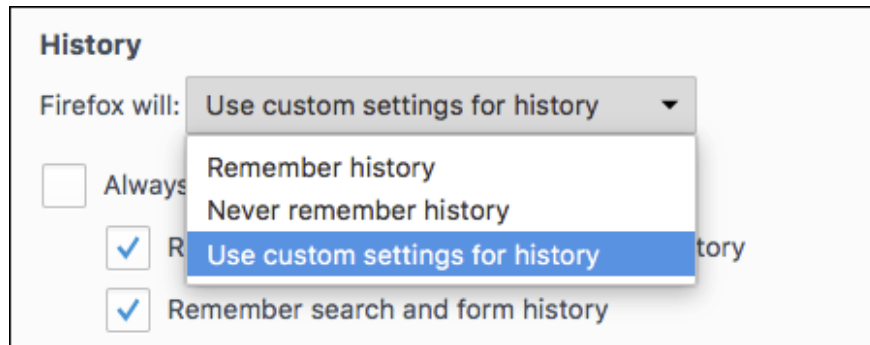 History
Firefox will: Use custom settings for history
Remember history
Always
Never remember history
R
Use custom settings for history
tory
Remember search and form history